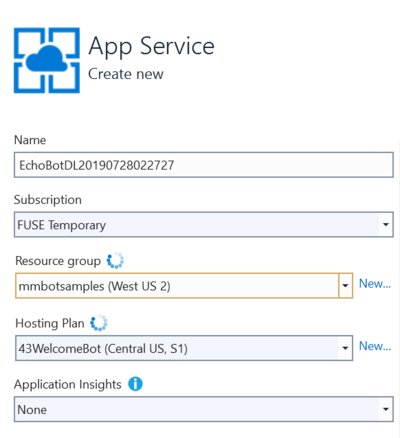 App Service
Create new
Name
EchoBotDL20190728022727
Subscription
FUSE Temporary
Resource group
mmbotsamples (West US 2)
New...
Hosting Plan
43WelcomeBot (Central US, S1)
New...
Application Insights
None